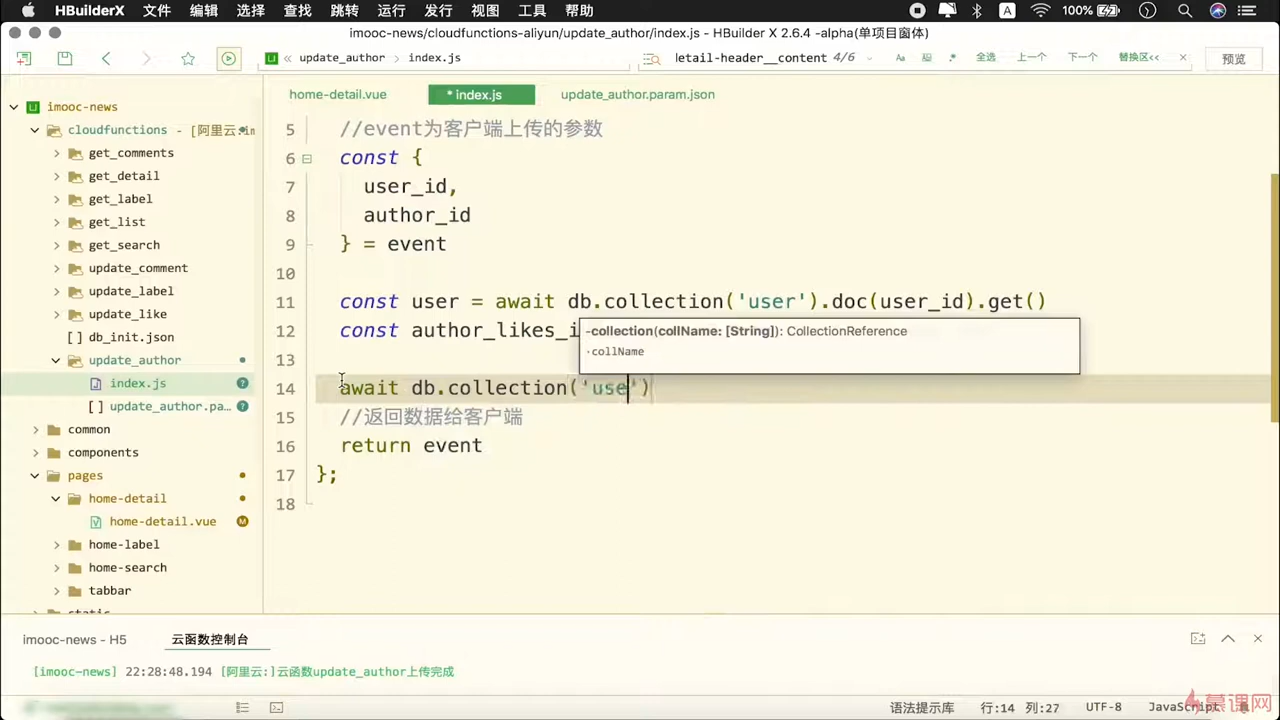 HBuilderX 文件 编辑 选择 查找 跳转 运行 发行 视图 工具 帮助 A 100%
imooc-news/cloudfunctions-aliyun/update_author/index.js - HBuilder X 2.6.4 -alpha(单项目窗体)
update_author index.js letail-header__content 4/6 Aa 全选 上一个 下一个 替换区<< 预览
home-detail.vue * index.js update_author.param.json
imooc-news
cloudfunctions - [阿里云:im
get_comments
get_detail
get_label
get_list
get_search
update_comment
update_label
update_like
db_init.json
update_author
index.js
update_author.pa...
common
components
pages
home-detail
home-detail.vue M
home-label
home-search
tabbar
static
5 //event为客户端上传的参数
6 const {
7 user_id,
8 author_id
9 } = event
10
11 const user = await db.collection('user').doc(user_id).get()
12 const author_likes_i
-collection(collName: [String]): CollectionReference
·collName
13
14 await db.collection('use')
15 //返回数据给客户端
16 return event
17 };
18
imooc-news - H5 云函数控制台
[imooc-news] 22:28:48.194 [阿里云:]云函数update_author上传完成
语法提示库 行:14 列:27 UTF-8 JavaScript
慕课网